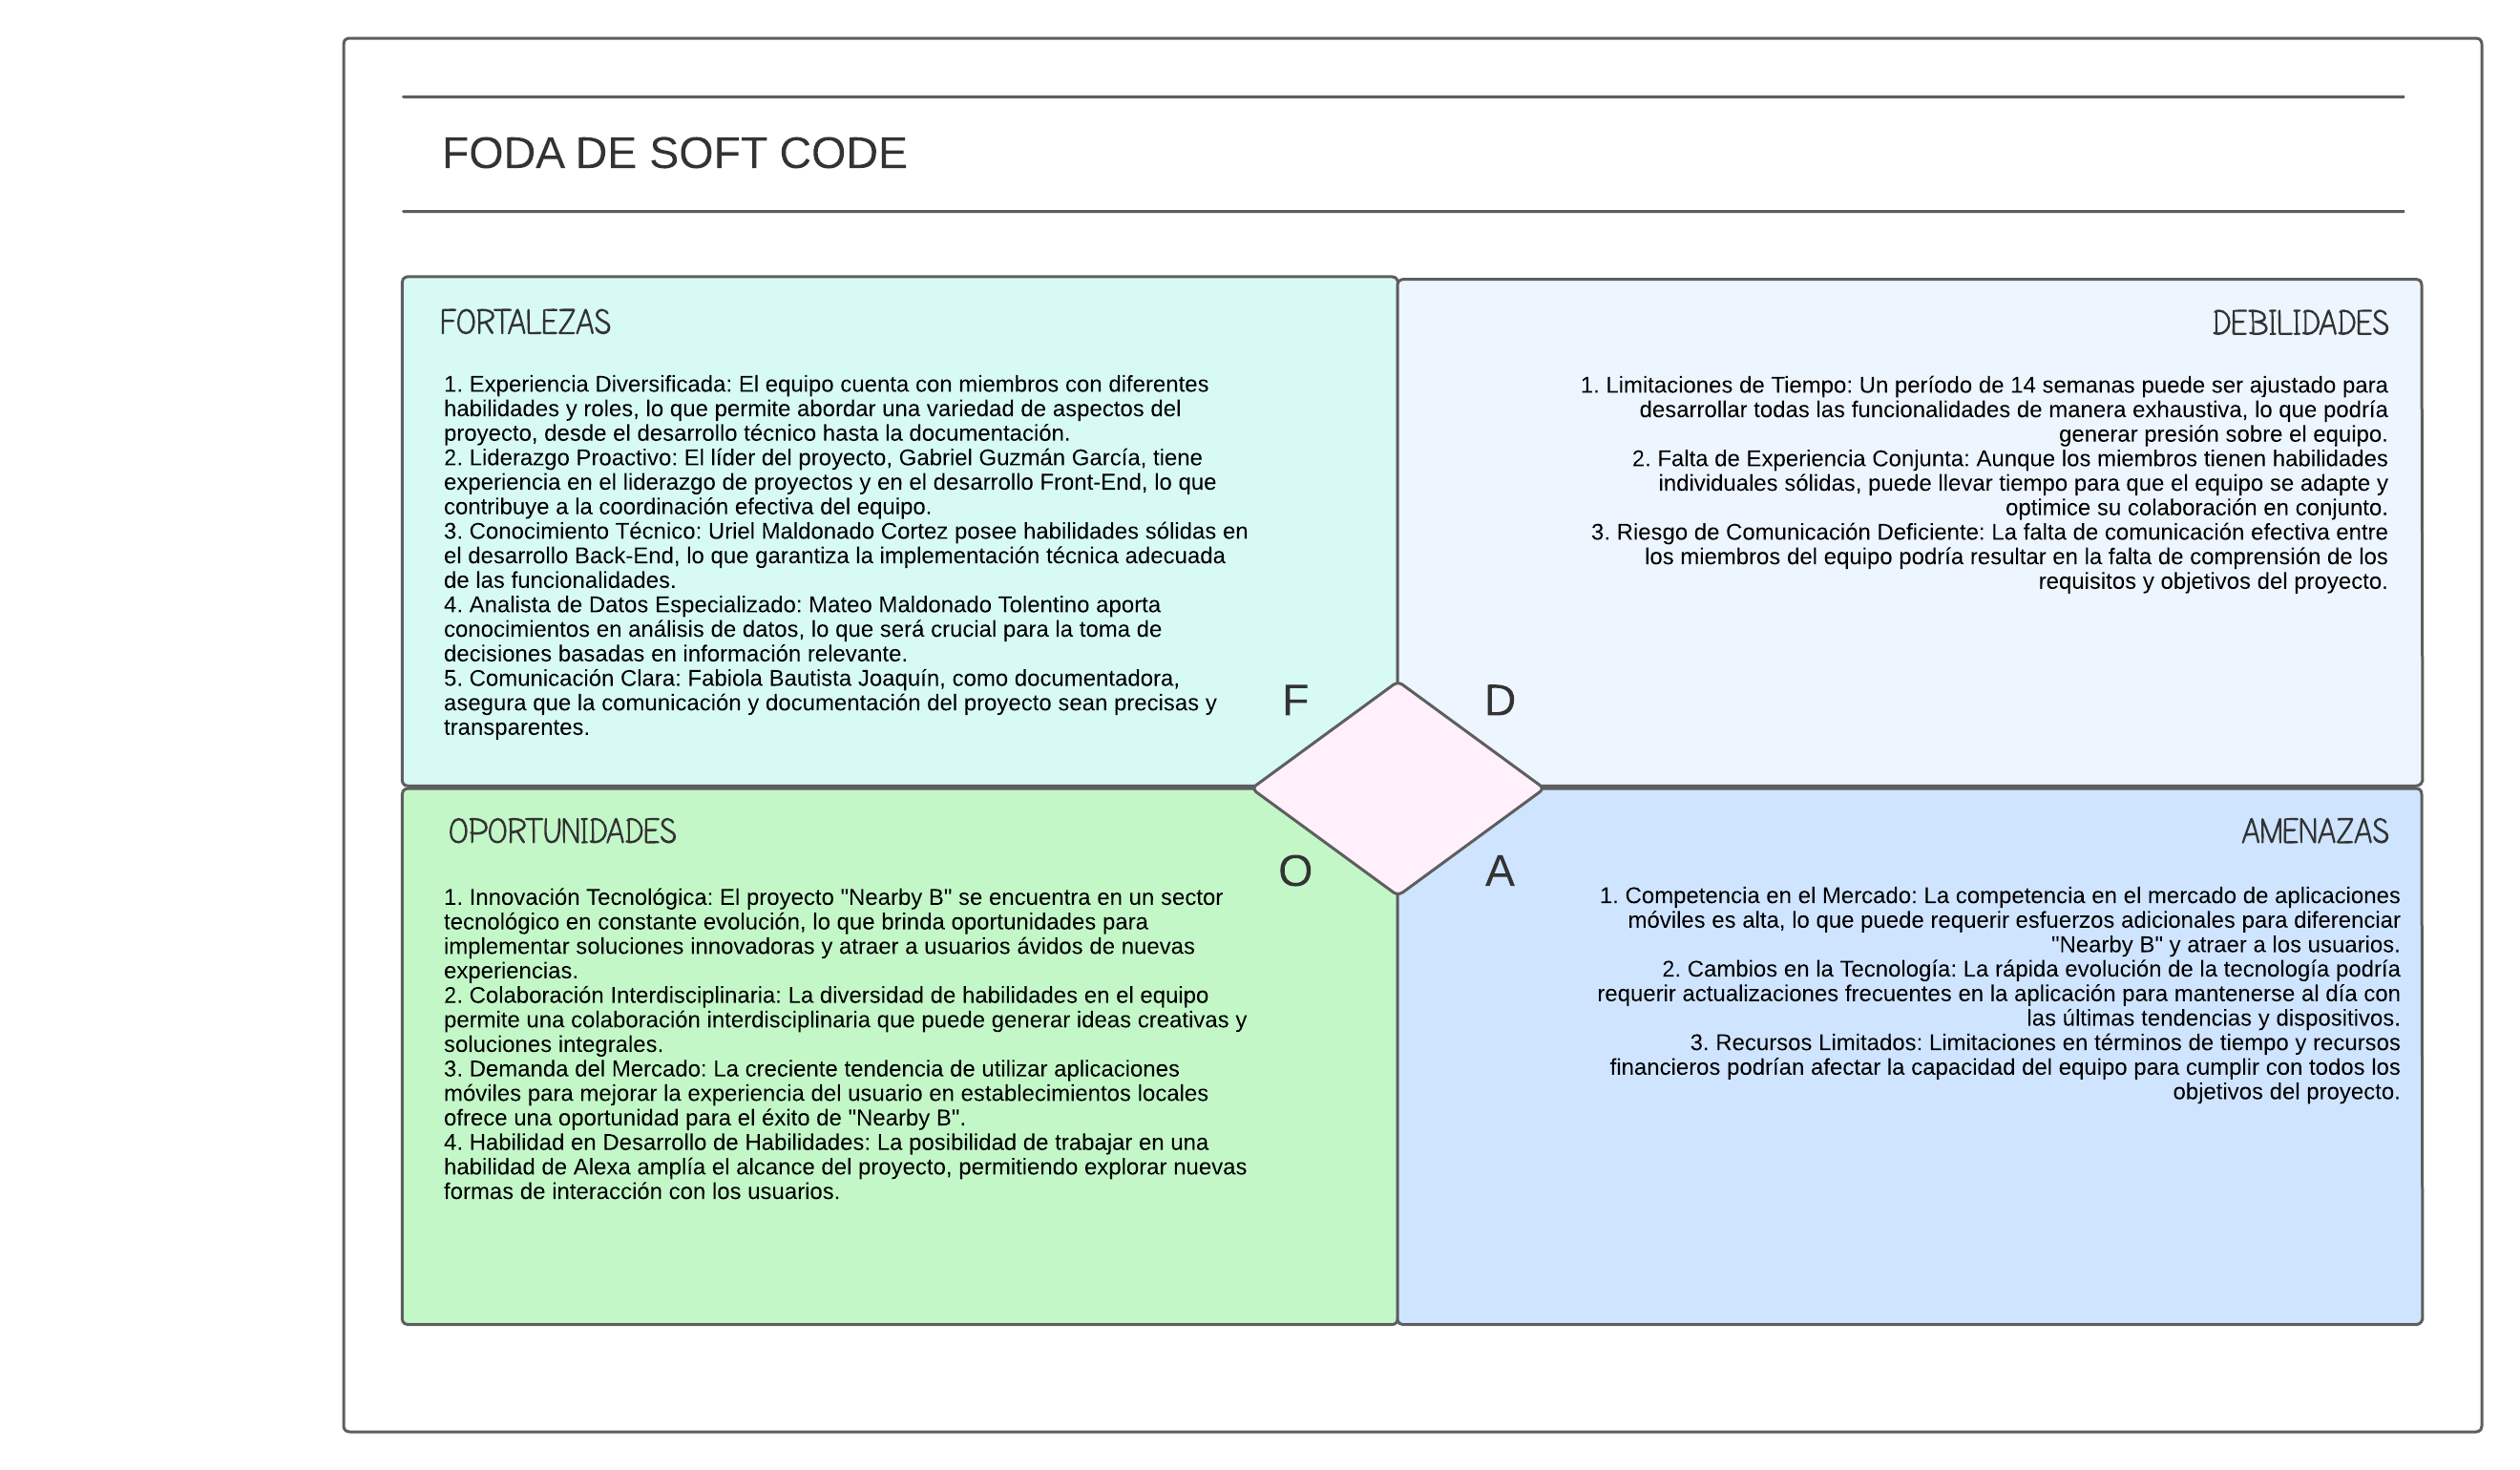 FODA DE SOFT CODE
FORTALEZAS
1. Experiencia Diversificada: El equipo cuenta con miembros con diferentes
habilidades y roles, lo que permite abordar una variedad de aspectos del
proyecto, desde el desarrollo técnico hasta la documentación.
2. Liderazgo Proactivo: El líder del proyecto, Gabriel Guzmán García, tiene
experiencia en el liderazgo de proyectos y en el desarrollo Front-End, lo que
contribuye a la coordinación efectiva del equipo.
3. Conocimiento Técnico: Uriel Maldonado Cortez posee habilidades sólidas en
el desarrollo Back-End, lo que garantiza la implementación técnica adecuada
de las funcionalidades.
4. Analista de Datos Especializado: Mateo Maldonado Tolentino aporta
conocimientos en análisis de datos, lo que será crucial para la toma de
decisiones basadas en información relevante.
5. Comunicación Clara: Fabiola Bautista Joaquín, como documentadora,
asegura que la comunicación y documentación del proyecto sean precisas y
transparentes.
F
DEBILIDADES
1. Limitaciones de Tiempo: Un período de 14 semanas puede ser ajustado para
desarrollar todas las funcionalidades de manera exhaustiva, lo que podría
generar presión sobre el equipo.
2. Falta de Experiencia Conjunta: Aunque los miembros tienen habilidades
individuales sólidas, puede llevar tiempo para que el equipo se adapte y
optimice su colaboración en conjunto.
3. Riesgo de Comunicación Deficiente: La falta de comunicación efectiva entre
los miembros del equipo podría resultar en la falta de comprensión de los
requisitos y objetivos del proyecto.
D
OPORTUNIDADES
O
1. Innovación Tecnológica: El proyecto "Nearby B" se encuentra en un sector
tecnológico en constante evolución, lo que brinda oportunidades para
implementar soluciones innovadoras y atraer a usuarios ávidos de nuevas
experiencias.
2. Colaboración Interdisciplinaria: La diversidad de habilidades en el equipo
permite una colaboración interdisciplinaria que puede generar ideas creativas y
soluciones integrales.
3. Demanda del Mercado: La creciente tendencia de utilizar aplicaciones
móviles para mejorar la experiencia del usuario en establecimientos locales
ofrece una oportunidad para el éxito de "Nearby B".
4. Habilidad en Desarrollo de Habilidades: La posibilidad de trabajar en una
habilidad de Alexa amplía el alcance del proyecto, permitiendo explorar nuevas
formas de interacción con los usuarios.
AMENAZAS
A
1. Competencia en el Mercado: La competencia en el mercado de aplicaciones
móviles es alta, lo que puede requerir esfuerzos adicionales para diferenciar
"Nearby B" y atraer a los usuarios.
2. Cambios en la Tecnología: La rápida evolución de la tecnología podría
requerir actualizaciones frecuentes en la aplicación para mantenerse al día con
las últimas tendencias y dispositivos.
3. Recursos Limitados: Limitaciones en términos de tiempo y recursos
financieros podrían afectar la capacidad del equipo para cumplir con todos los
objetivos del proyecto.